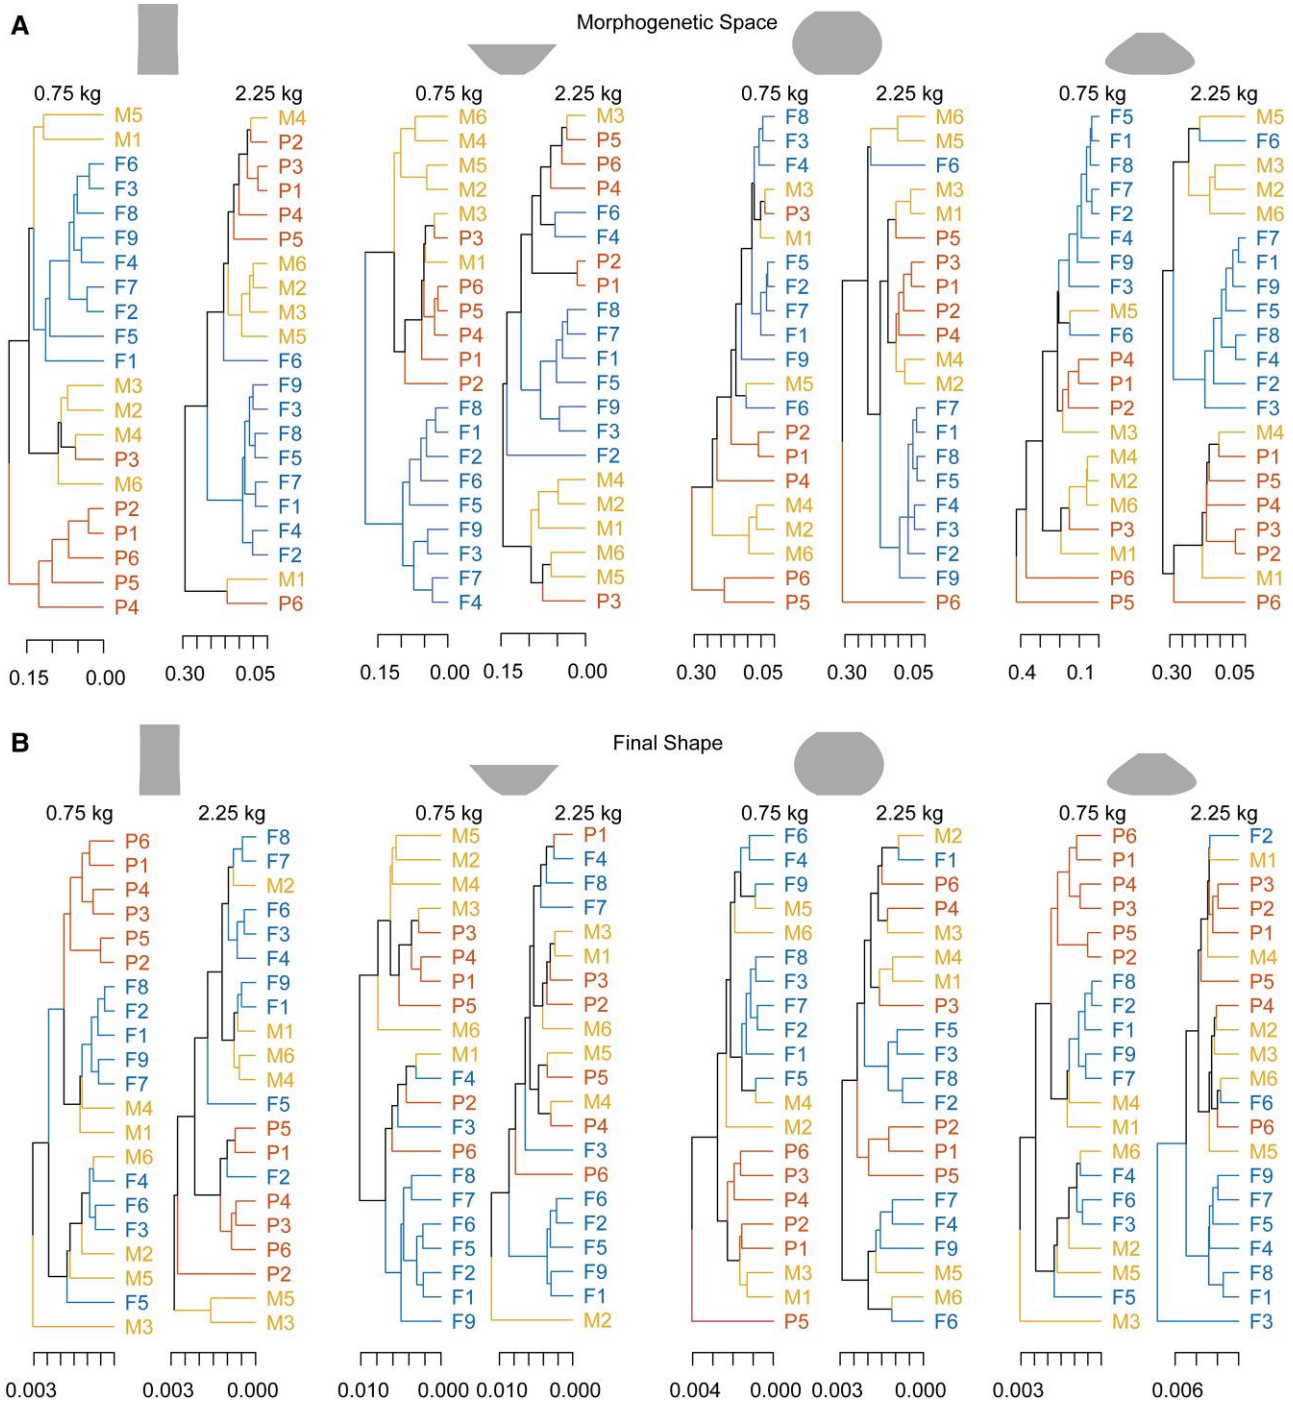 A
Morphogenetic Space
0.75 kg 2.25 kg 0.75 kg 2.25 kg 0.75 kg 2.25 kg 0.75 kg 2.25 kg
M5 M4 M6 M3 F8 M6 F5 M5
M1 P2 M4 P5 F3 M5 F1 F6
F6 P3 M5 P6 F4 F6 F8 M3
F3 P1 M2 P4 M3 M3 F7 M2
F8 P4 M3 F6 P3 M1 F2 M6
F9 P5 P3 F4 M1 P5 F4 F7
F4 M6 M1 P2 F5 P3 F9 F1
F7 M2 P6 P1 F2 P1 F3 F9
F2 M3 P5 F8 F7 P2 M5 F5
F5 M5 P4 F7 F1 P4 F6 F8
F1 F6 P1 F1 F9 M4 P4 F4
M3 F9 P2 F5 M5 M2 P1 F2
M2 F3 F8 F9 F6 F7 P2 F3
M4 F8 F1 F3 P2 F1 M3 M4
P3 F5 F2 F2 P1 F8 M4 P1
M6 F7 F6 M4 P4 F5 M2 P5
P2 F1 F5 M2 M4 F4 M6 P4
P1 F4 F9 M1 M2 F3 P3 P3
P6 F2 F3 M6 M6 F2 M1 P2
P5 M1 F7 M5 P6 F9 P6 M1
P4 P6 F4 P3 P5 P6 P5 P6
0.15 0.00 0.30 0.05 0.15 0.00 0.15 0.00 0.30 0.05 0.30 0.05 0.4 0.1 0.30 0.05
B
Final Shape
0.75 kg 2.25 kg 0.75 kg 2.25 kg 0.75 kg 2.25 kg 0.75 kg 2.25 kg
P6 F8 M5 P1 F6 M2 P6 F2
P1 F7 M2 F4 F4 F1 P1 M1
P4 M2 M4 F8 F9 P6 P4 P3
P3 F6 M3 F7 M5 P4 P3 P2
P5 F3 P3 M3 M6 M3 P5 P1
P2 F4 P4 M1 F8 M4 P2 M4
F8 F9 P1 P3 F3 M1 F8 P5
F2 F1 P5 P2 F7 P3 F2 P4
F1 M1 M6 M6 F2 F5 F1 M2
F9 M6 M1 M5 F1 F3 F9 M3
F7 M4 F4 P5 F5 F8 F7 M6
M4 F5 P2 M4 M4 F2 M4 F6
M1 P5 F3 P4 M2 P2 M1 P6
M6 P1 P6 F3 P6 P1 M6 M5
F4 F2 F8 P6 P3 P5 F4 F9
F6 P4 F7 F6 P4 F7 F6 F7
F3 P3 F6 F2 P2 F4 F3 F5
M2 P6 F5 F5 P1 F9 M2 F4
M5 P2 F2 F9 M3 M5 M5 F8
F5 M5 F1 F1 M1 M6 F5 F1
M3 M3 F9 M2 P5 F6 M3 F3
0.003 0.003 0.000 0.010 0.000 0.010 0.000 0.004 0.000 0.003 0.000 0.003 0.006